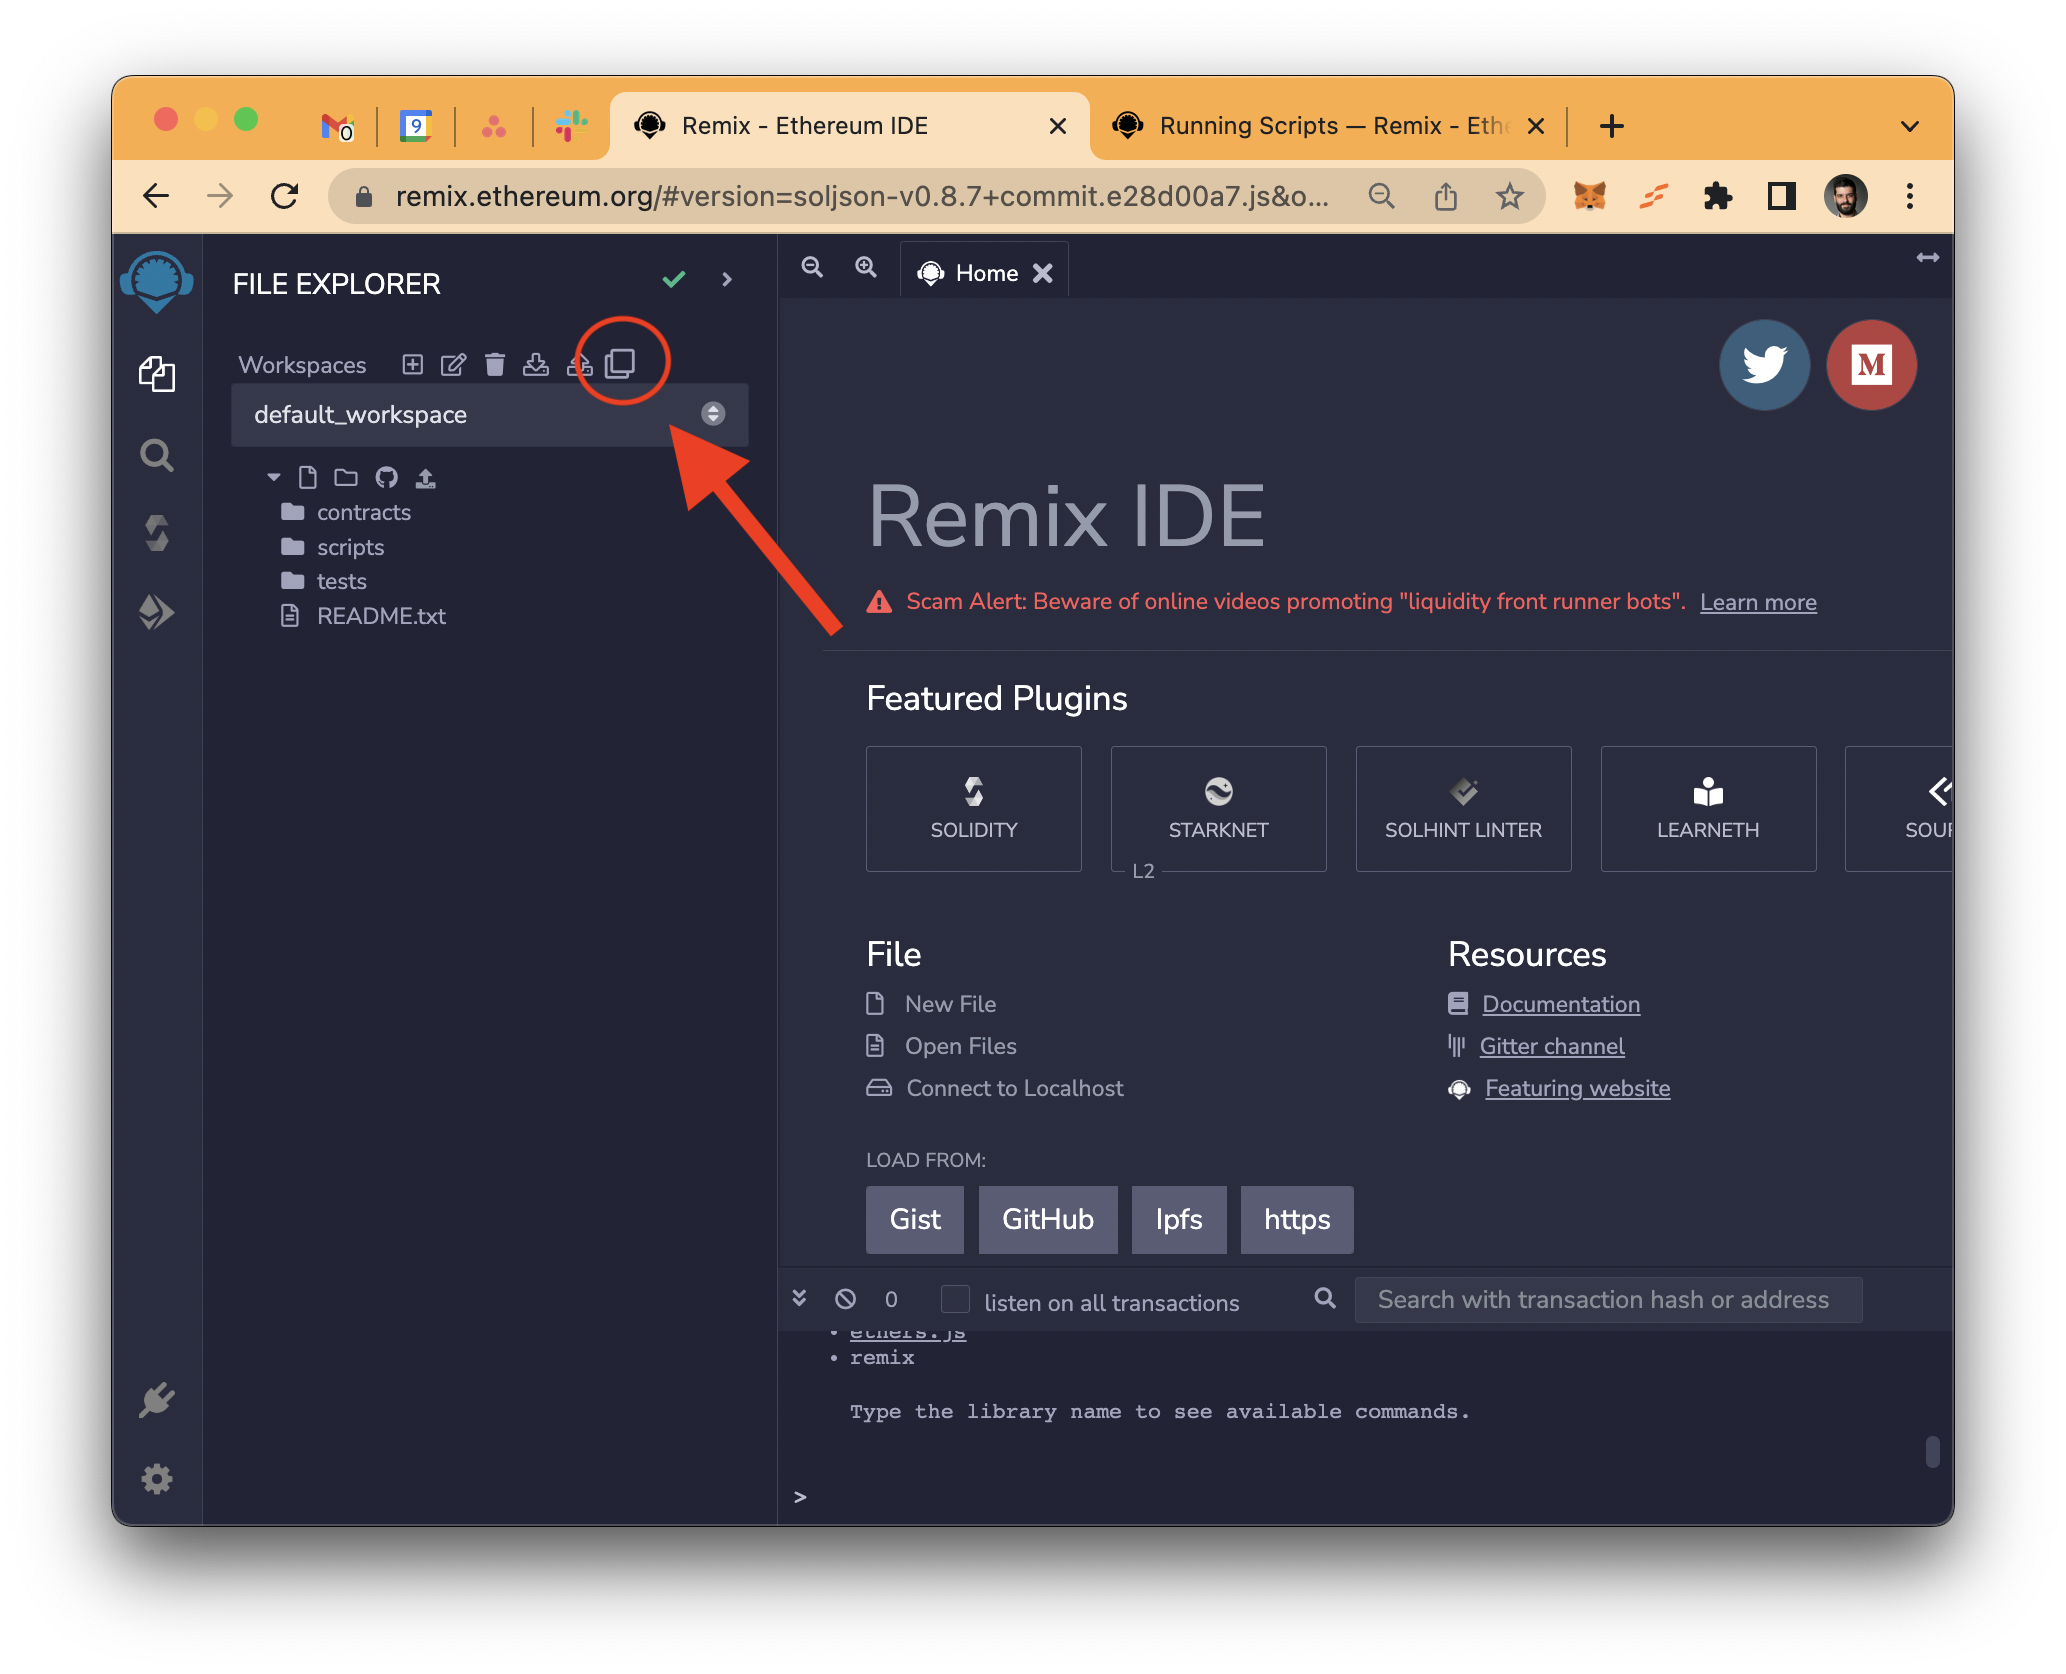 0
9
Remix - Ethereum IDE
Running Scripts — Remix - Eth
remix.ethereum.org/#version=soljson-v0.8.7+commit.e28d00a7.js&o...
FILE EXPLORER
Home
Workspaces
default_workspace
contracts
scripts
tests
README.txt
M
Remix IDE
Scam Alert: Beware of online videos promoting "liquidity front runner bots". Learn more
Featured Plugins
SOLIDITY
STARKNET
L2
SOLHINT LINTER
LEARNETH
SOUR
File
New File
Open Files
Connect to Localhost
Resources
Documentation
Gitter channel
Featuring website
LOAD FROM:
Gist
GitHub
Ipfs
https
0
listen on all transactions
Search with transaction hash or address
• ethers.js
• remix
Type the library name to see available commands.
>